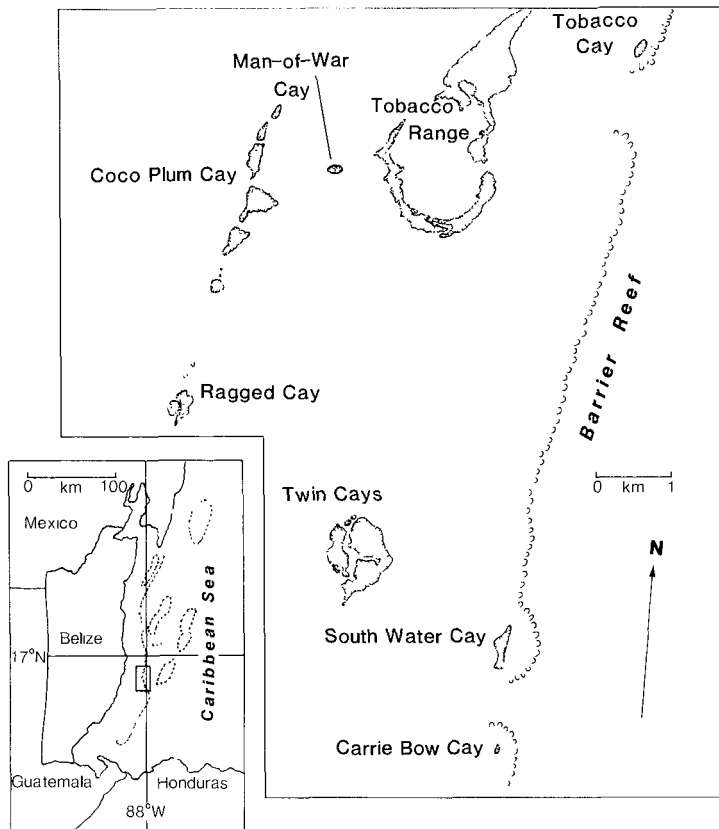 Tobacco
Cay
Man-of-War
Cay
Tobacco
Range
Coco Plum Cay
Barrier Reef
Ragged Cay
0 km 1
Twin Cays
N
South Water Cay
Carrie Bow Cay
0 km 100
Mexico
Belize
17°N
Caribbean Sea
Guatemala
Honduras
88°W